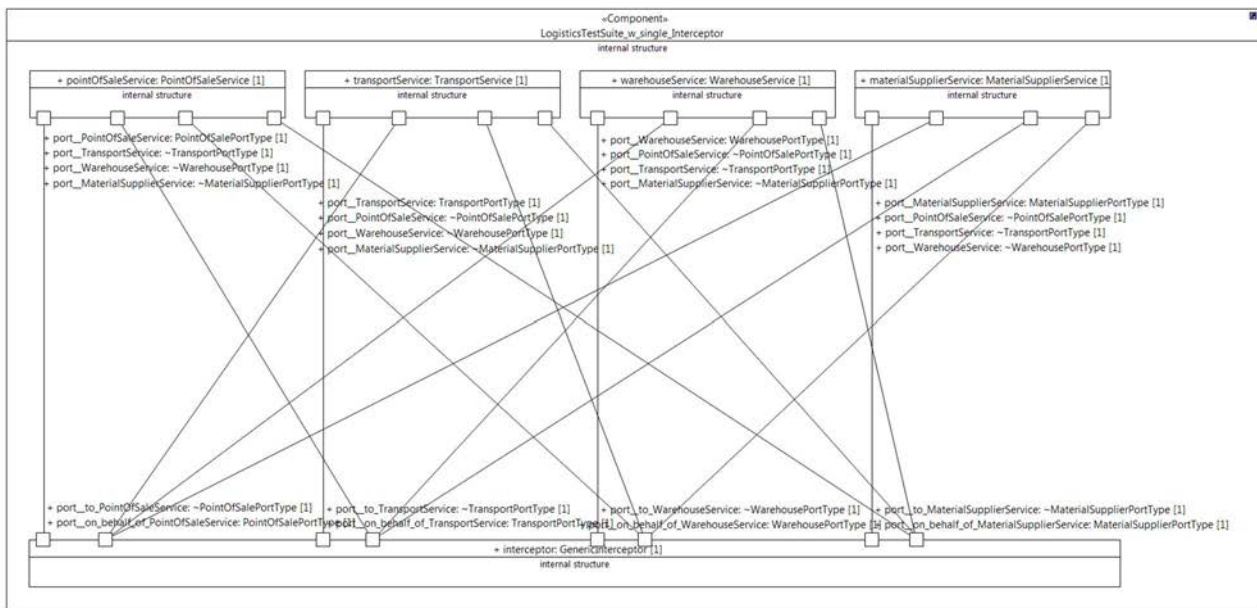 «Component»
LogisticsTestSuite_w_single_Interceptor
internal structure
+ pointOfSaleService: PointOfSaleService [1]
internal structure
+ transportService: TransportService [1]
internal structure
+ warehouseService: WarehouseService [1]
internal structure
+ materialSupplierService: MaterialSupplierService [1
internal structure
+ port__PointOfSaleService: PointOfSalePortType [1]
+ port__TransportService: ~TransportPortType [1]
+ port__WarehouseService: ~WarehousePortType [1]
+ port__MaterialSupplierService: ~MaterialSupplierPortType [1]
+ port__TransportService: TransportPortType [1]
+ port__PointOfSaleService: ~PointOfSalePortType [1]
+ port__WarehouseService: ~WarehousePortType [1]
+ port__MaterialSupplierService: ~MaterialSupplierPortType [1]
+ port__WarehouseService: WarehousePortType [1]
+ port__PointOfSaleService: ~PointOfSalePortType [1]
+ port__TransportService: ~TransportPortType [1]
+ port__MaterialSupplierService: ~MaterialSupplierPortType [1]
+ port__MaterialSupplierService: MaterialSupplierPortType [1]
+ port__PointOfSaleService: ~PointOfSalePortType [1]
+ port__TransportService: ~TransportPortType [1]
+ port__WarehouseService: ~WarehousePortType [1]
+ port__to_PointOfSaleService: ~PointOfSalePortType [1]
+ port__on_behalf_of_PointOfSaleService: PointOfSalePortType [1]
+ port__to_TransportService: ~TransportPortType [1]
+ port__on_behalf_of_TransportService: TransportPortType [1]
+ port__to_WarehouseService: ~WarehousePortType [1]
+ port__on_behalf_of_WarehouseService: WarehousePortType [1]
+ port__to_MaterialSupplierService: ~MaterialSupplierPortType [1]
+ port__on_behalf_of_MaterialSupplierService: MaterialSupplierPortType [1]
+ interceptor: GenericInterceptor [1]
internal structure